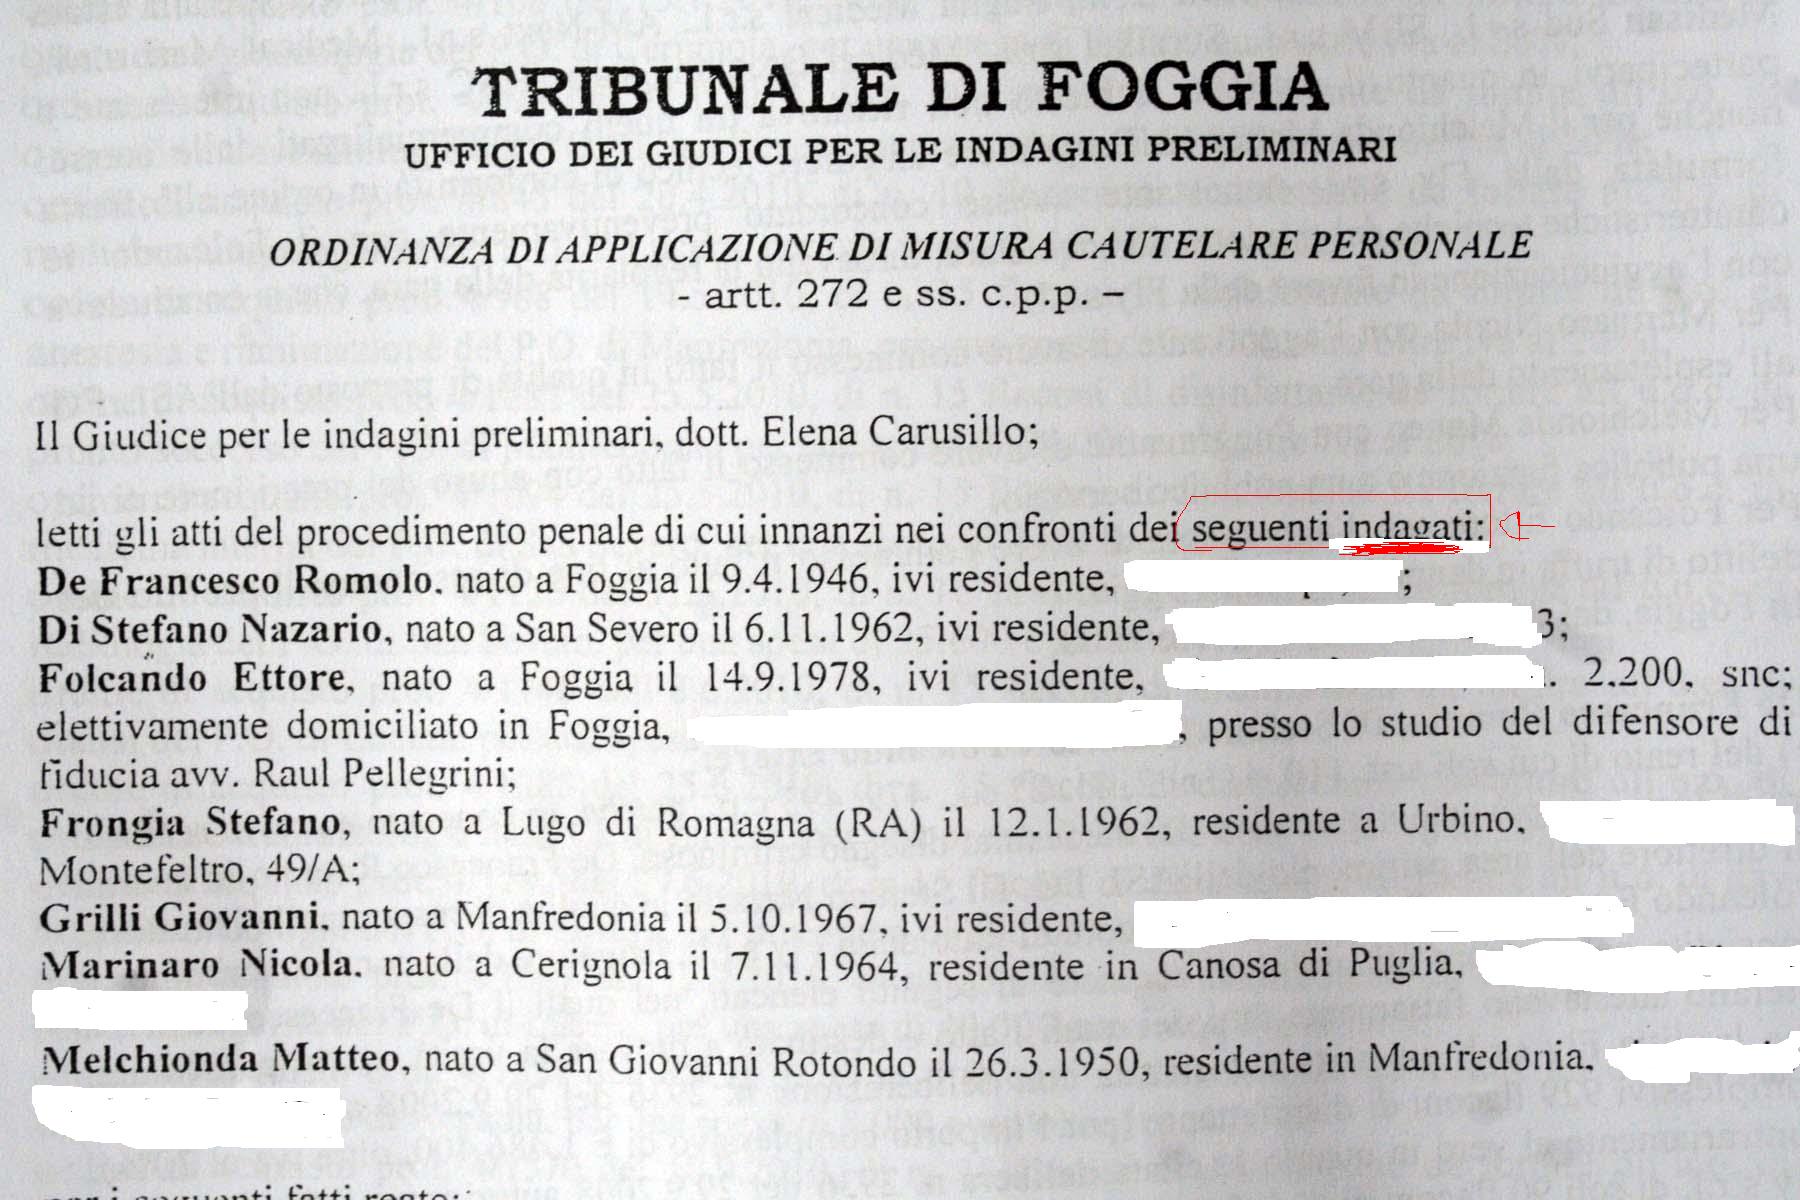 TRIBUNALE DI FOGGIA
UFFICIO DEI GIUDICI PER LE INDAGINI PRELIMINARI
ORDINANZA DI APPLICAZIONE DI MISURA CAUTELARE PERSONALE
- artt. 272 e ss. c.p.p. –
Il Giudice per le indagini preliminari, dott. Elena Carusillo;
letti gli atti del procedimento penale di cui innanzi nei confronti dei seguenti indagati:
De Francesco Romolo, nato a Foggia il 9.4.1946, ivi residente, ;
Di Stefano Nazario, nato a San Severo il 6.11.1962, ivi residente, 3;
Folcando Ettore, nato a Foggia il 14.9.1978, ivi residente, . 2.200, snc;
elettivamente domiciliato in Foggia, , presso lo studio del difensore di
fiducia avv. Raul Pellegrini;
Frongia Stefano, nato a Lugo di Romagna (RA) il 12.1.1962, residente a Urbino,
Montefeltro, 49/A;
Grilli Giovanni, nato a Manfredonia il 5.10.1967, ivi residente,
Marinaro Nicola, nato a Cerignola il 7.11.1964, residente in Canosa di Puglia,
Melchionda Matteo, nato a San Giovanni Rotondo il 26.3.1950, residente in Manfredonia,
per i seguenti fatti reato: